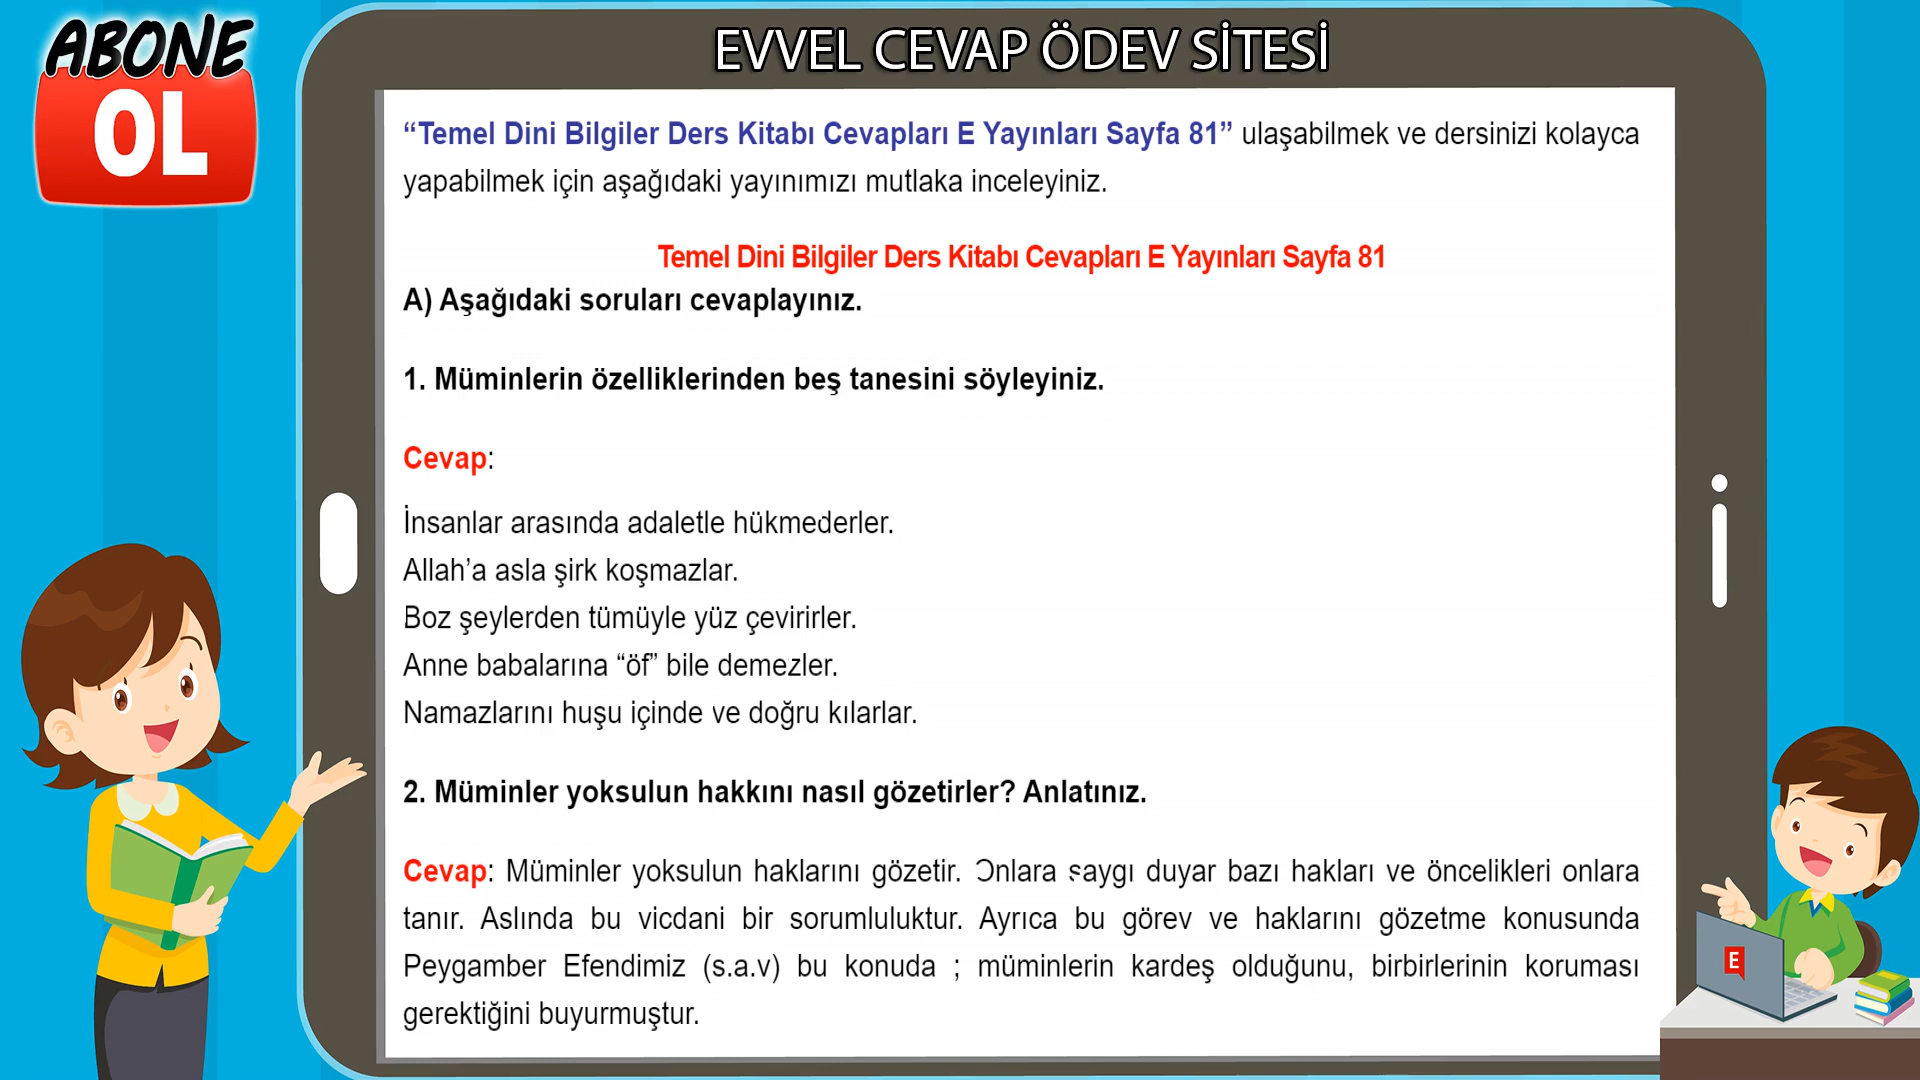 ABONE
OL
EVVEL CEVAP ÖDEV SİTESİ
“Temel Dini Bilgiler Ders Kitabı Cevapları E Yayınları Sayfa 81” ulaşabilmek ve dersinizi kolayca
yapabilmek için aşağıdaki yayınımızı mutlaka inceleyiniz.
Temel Dini Bilgiler Ders Kitabı Cevapları E Yayınları Sayfa 81
A) Aşağıdaki soruları cevaplayınız.
1. Müminlerin özelliklerinden beş tanesini söyleyiniz.
Cevap:
İnsanlar arasında adaletle hükmederler.
Allah’a asla şirk koşmazlar.
Boz şeylerden tümüyle yüz çevirirler.
Anne babalarına “öf” bile demezler.
Namazlarını huşu içinde ve doğru kılarlar.
2. Müminler yoksulun hakkını nasıl gözetirler? Anlatınız.
Cevap: Müminler yoksulun haklarını gözetir. Onlara saygı duyar bazı hakları ve öncelikleri onlara
tanır. Aslında bu vicdani bir sorumluluktur. Ayrıca bu görev ve haklarını gözetme konusunda
Peygamber Efendimiz (s.a.v) bu konuda ; müminlerin kardeş olduğunu, birbirlerinin koruması
gerektiğini buyurmuştur.
E